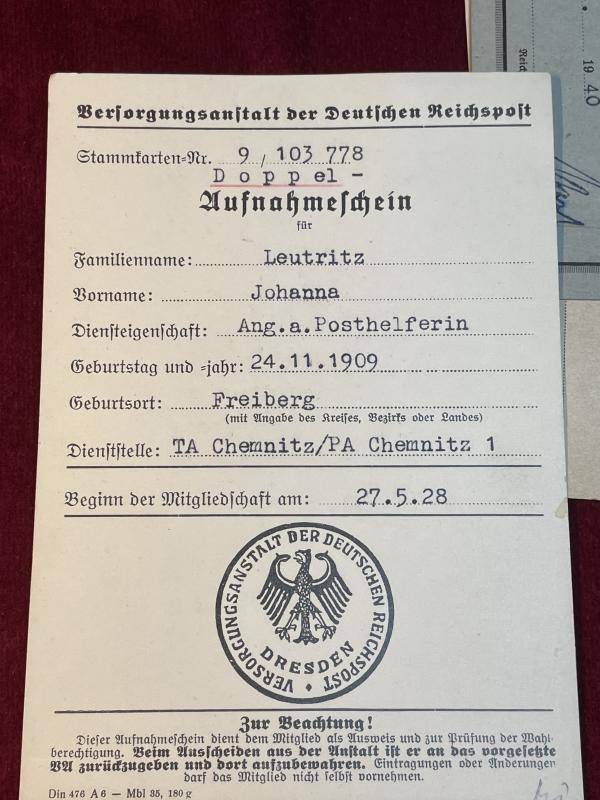 Versorgungsanstalt der Deutschen Reichspost
Stammkarten-Nr. 9 / 103 778
Doppel -
Aufnahmeschein
für
Familienname: Leutritz
Vorname: Johanna
Diensteigenschaft: Ang.a.Posthelferin
Geburtstag und -jahr: 24.11.1909
Geburtsort: Freiberg
(mit Angabe des Kreises, Bezirks oder Landes)
Dienststelle: TA Chemnitz/PA Chemnitz 1
Beginn der Mitgliedschaft am: 27.5.28
VERSORGUNGSANSTALT DER DEUTSCHEN REICHSPOST
DRESDEN
Zur Beachtung!
Dieser Aufnahmeschein dient dem Mitglied als Ausweis und zur Prüfung der Wahl-
berechtigung. Beim Ausscheiden aus der Anstalt ist er an das vorgesetzte
VA zurückzugeben und dort aufzubewahren. Eintragungen oder Änderungen
darf das Mitglied nicht selbst vornehmen.
Din 476 A 6 — Mbl 35, 180 g
1940
Reic